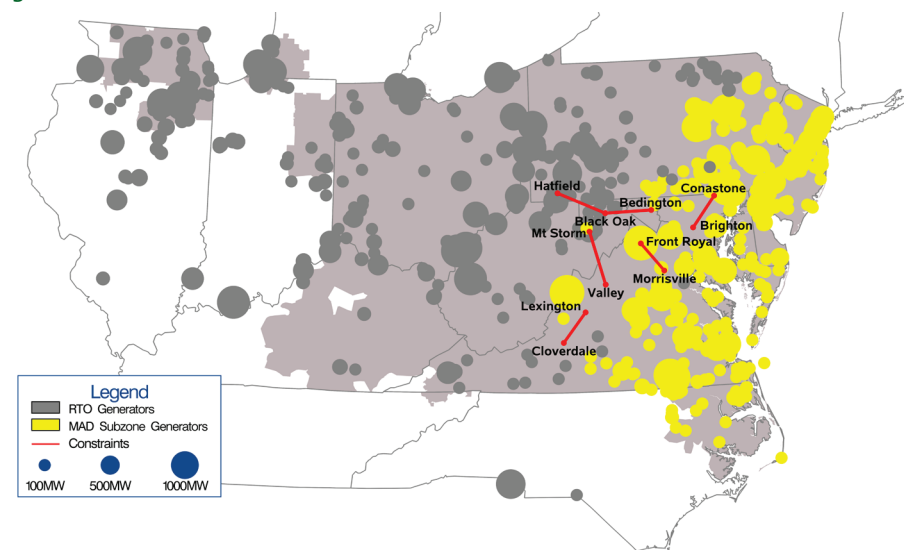 Hatfield
Conastone
Bedington
Black Oak
Mt Storm
Brighton
Front Royal
Morrisville
Valley
Lexington
Cloverdale
Legend
RTO Generators
MAD Subzone Generators
Constraints
100MW 500MW 1000MW